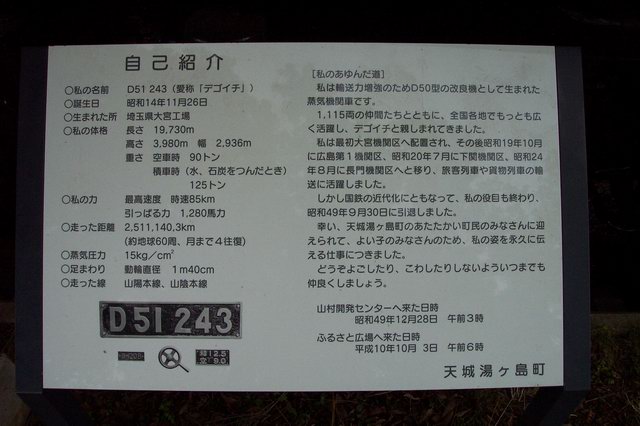 自己紹介
○私の名前 D51 243（愛称「デゴイチ」）
○誕生日 昭和14年11月26日
○生まれた所 埼玉県大宮工場
○私の体格 長さ 19,730m
高さ 3,980m 幅 2,936m
重さ 空車時 90トン
積車時（水、石炭をつんだとき）
125トン
○私の力 最高速度 時速85km
引っぱる力 1,280馬力
○走った距離 2,511,140,3km
（約地球60周、月まで4往復）
○蒸気圧力 15kg／cm²
○足まわり 動輪直径 1m40cm
○走った線 山陽本線、山陰本線
D51 243
［私のあゆんだ道］
私は輸送力増強のためD50型の改良機として生まれた
蒸気機関車です。
1,115両の仲間たちとともに、全国各地でもっとも広
く活躍し、デゴイチと親しまれてきました。
私は最初大宮機関区へ配置され、その後昭和19年10月
に広島第1機関区、昭和20年7月に下関機関区、昭和24
年8月に長門機関区へと移り、旅客列車や貨物列車の輸
送に活躍しました。
しかし国鉄の近代化にともなって、私の役目も終わり、
昭和49年9月30日に引退しました。
幸い、天城湯ヶ島町のあたたかい町民のみなさんに迎
えられて、よい子のみなさんのため、私の姿を永久に伝
える仕事につきました。
どうぞよごしたり、こわしたりしないよういつまでも
仲良くしましょう。
山村開発センターへ来た日時
昭和49年12月28日 午前3時
ふるさと広場へ来た日時
平成10年10月 3日 午前6時
天城湯ヶ島町